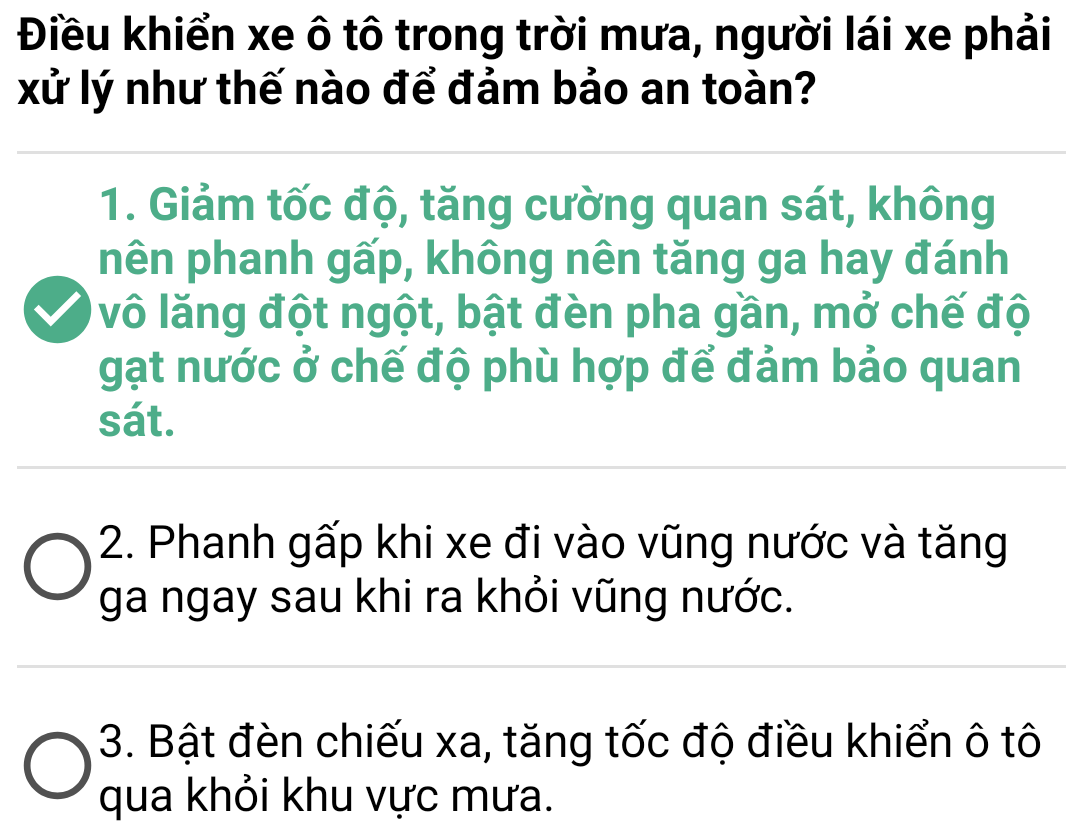 Điều khiển xe ô tô trong trời mưa, người lái xe phải
xử lý như thế nào để đảm bảo an toàn?
1. Giảm tốc độ, tăng cường quan sát, không
nên phanh gấp, không nên tăng ga hay đánh
vô lăng đột ngột, bật đèn pha gần, mở chế độ
gạt nước ở chế độ phù hợp để đảm bảo quan
sát.
2. Phanh gấp khi xe đi vào vũng nước và tăng
ga ngay sau khi ra khỏi vũng nước.
3. Bật đèn chiếu xa, tăng tốc độ điều khiển ô tô
qua khỏi khu vực mưa.